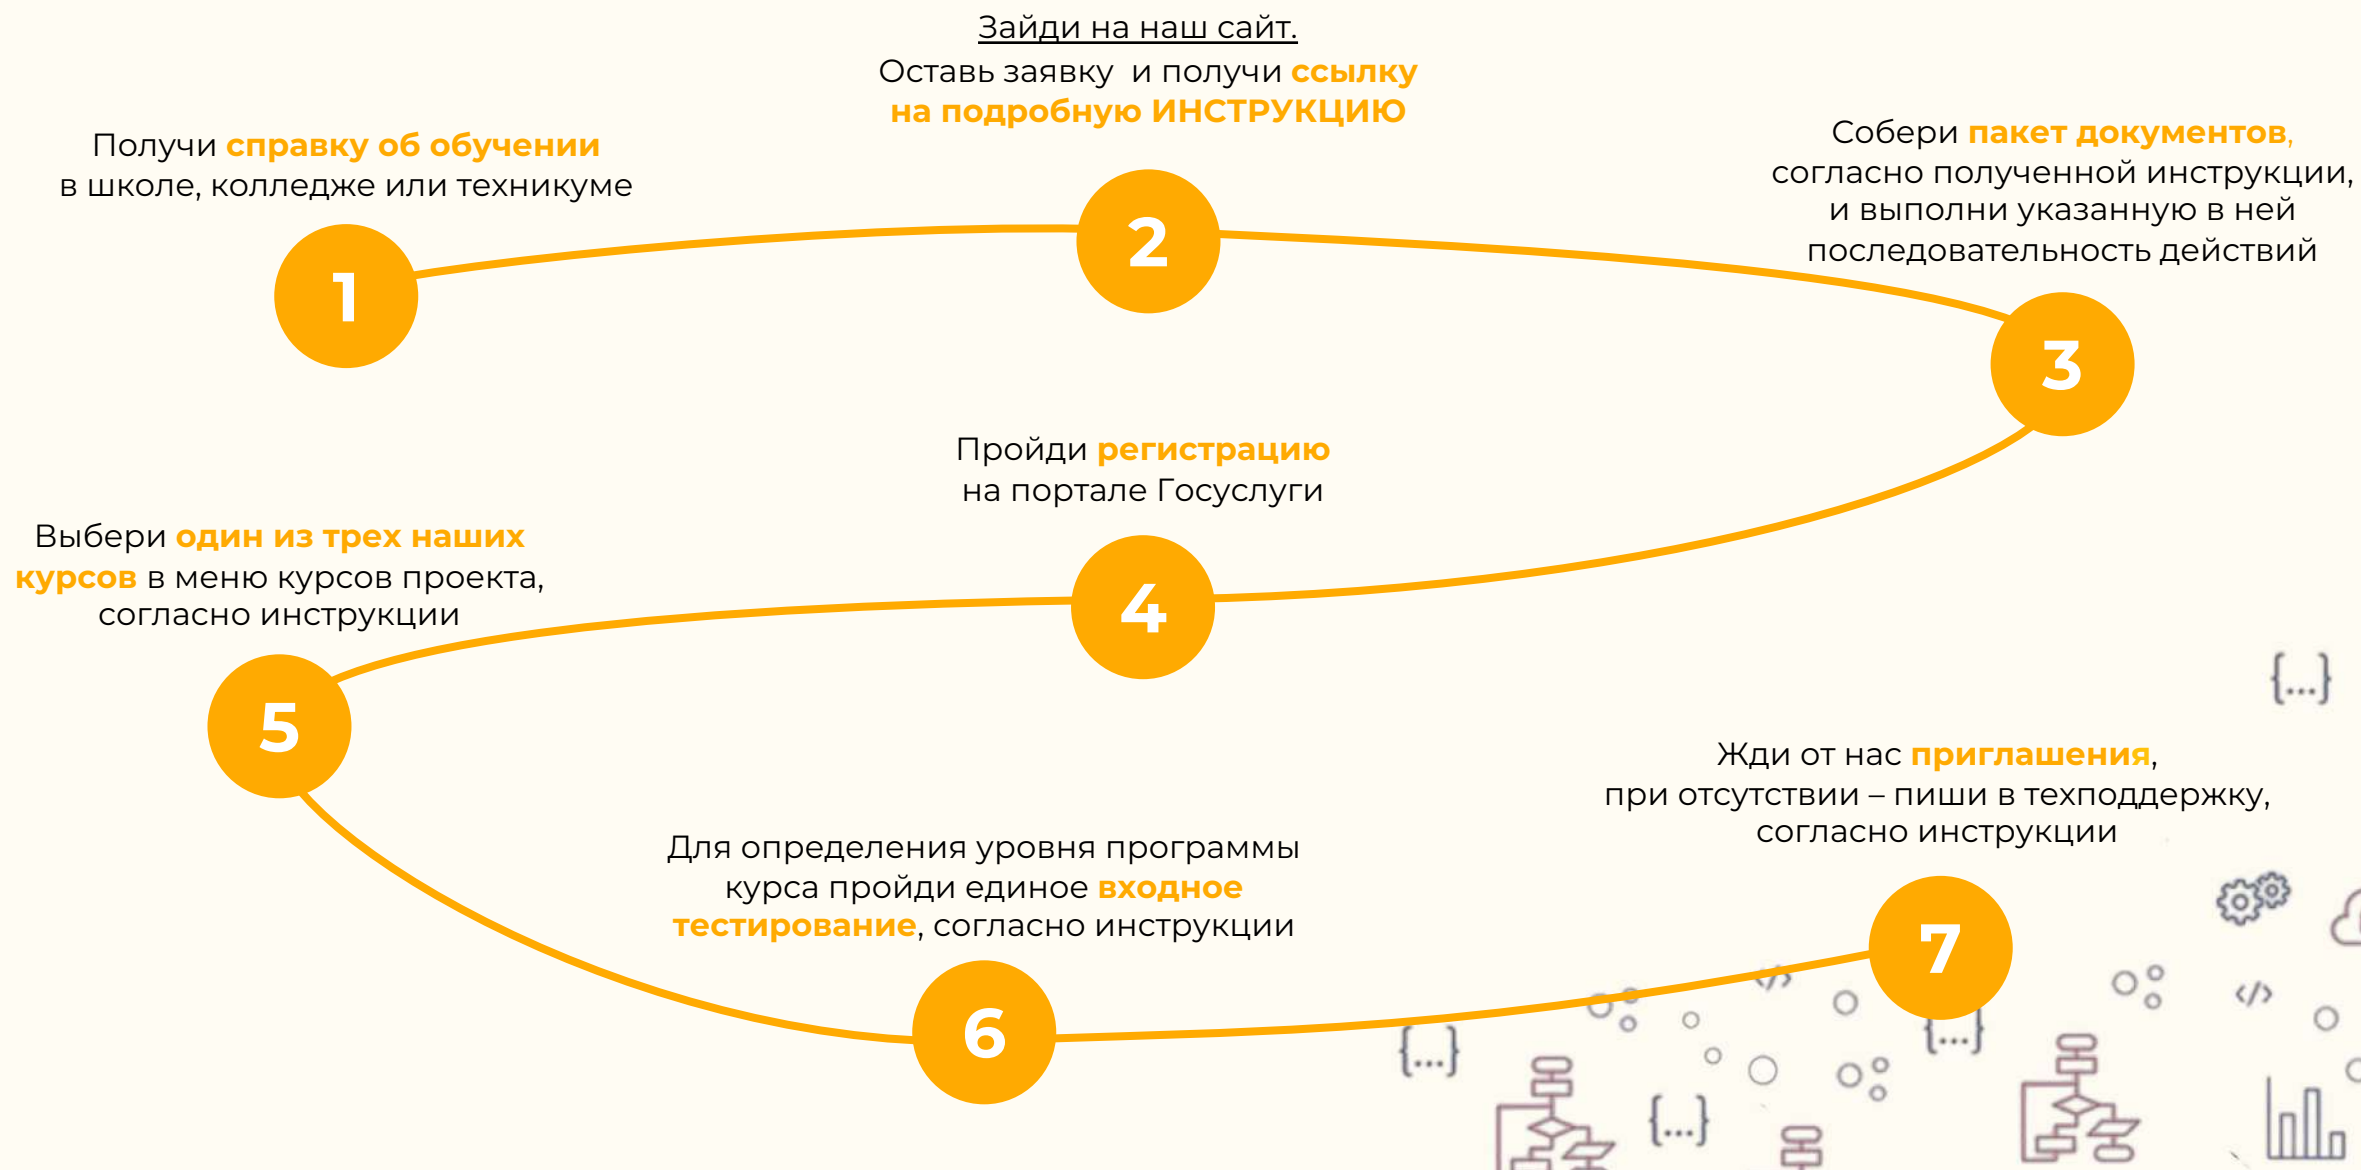 Получи справку об обучении
в школе, колледже или техникуме
1
Зайди на наш сайт.
Оставь заявку и получи ссылку
на подробную ИНСТРУКЦИЮ
2
Собери пакет документов,
согласно полученной инструкции,
и выполни указанную в ней
последовательность действий
3
Пройди регистрацию
на портале Госуслуги
4
Выбери один из трех наших
курсов в меню курсов проекта,
согласно инструкции
5
Для определения уровня программы
курса пройди единое входное
тестирование, согласно инструкции
6
Жди от нас приглашения,
при отсутствии – пиши в техподдержку,
согласно инструкции
7
{...}
</>
</>
{...}
{...}
{...}